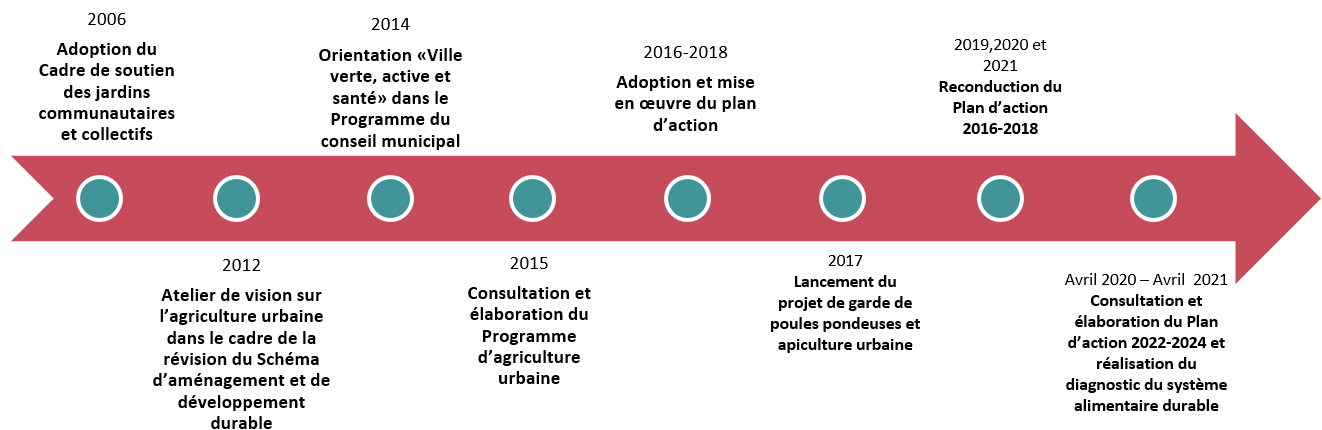 2006
Adoption du
Cadre de soutien
des jardins
communautaires
et collectifs
2012
Atelier de vision sur
l’agriculture urbaine
dans le cadre de la
révision du Schéma
d’aménagement et de
développement
durable
2014
Orientation «Ville
verte, active et
santé» dans le
Programme du
conseil municipal
2015
Consultation et
élaboration du
Programme
d’agriculture
urbaine
2016-2018
Adoption et mise
en œuvre du plan
d’action
2017
Lancement du
projet de garde de
poules pondeuses et
apiculture urbaine
2019,2020 et
2021
Reconduction du
Plan d’action
2016-2018
Avril 2020 – Avril 2021
Consultation et
élaboration du Plan
d’action 2022-2024 et
réalisation du
diagnostic du système
alimentaire durable